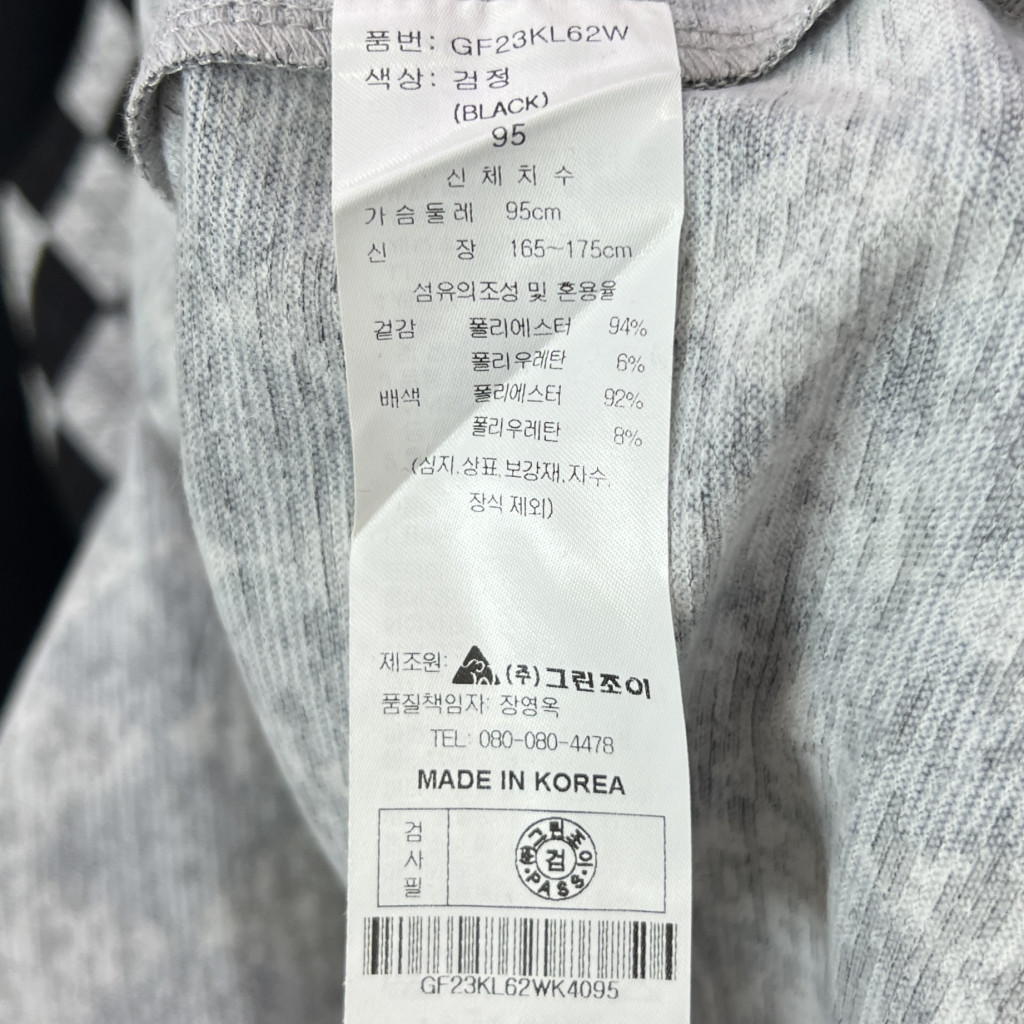 품번: GF23KL62W
색상: 검정
(BLACK)
95
신 체 치 수
가슴둘레 95cm
신 장 165~175cm
섬유의조성 및 혼용율
겉감 폴리에스터 94%
폴리우레탄 6%
배색 폴리에스터 92%
폴리우레탄 8%
(심지,상표,보강재,자수,
장식 제외)
제조원: (주)그린조이
품질책임자: 장영옥
TEL: 080-080-4478
MADE IN KOREA
검사필
그린조이
검
PASS
GF23KL62WK4095